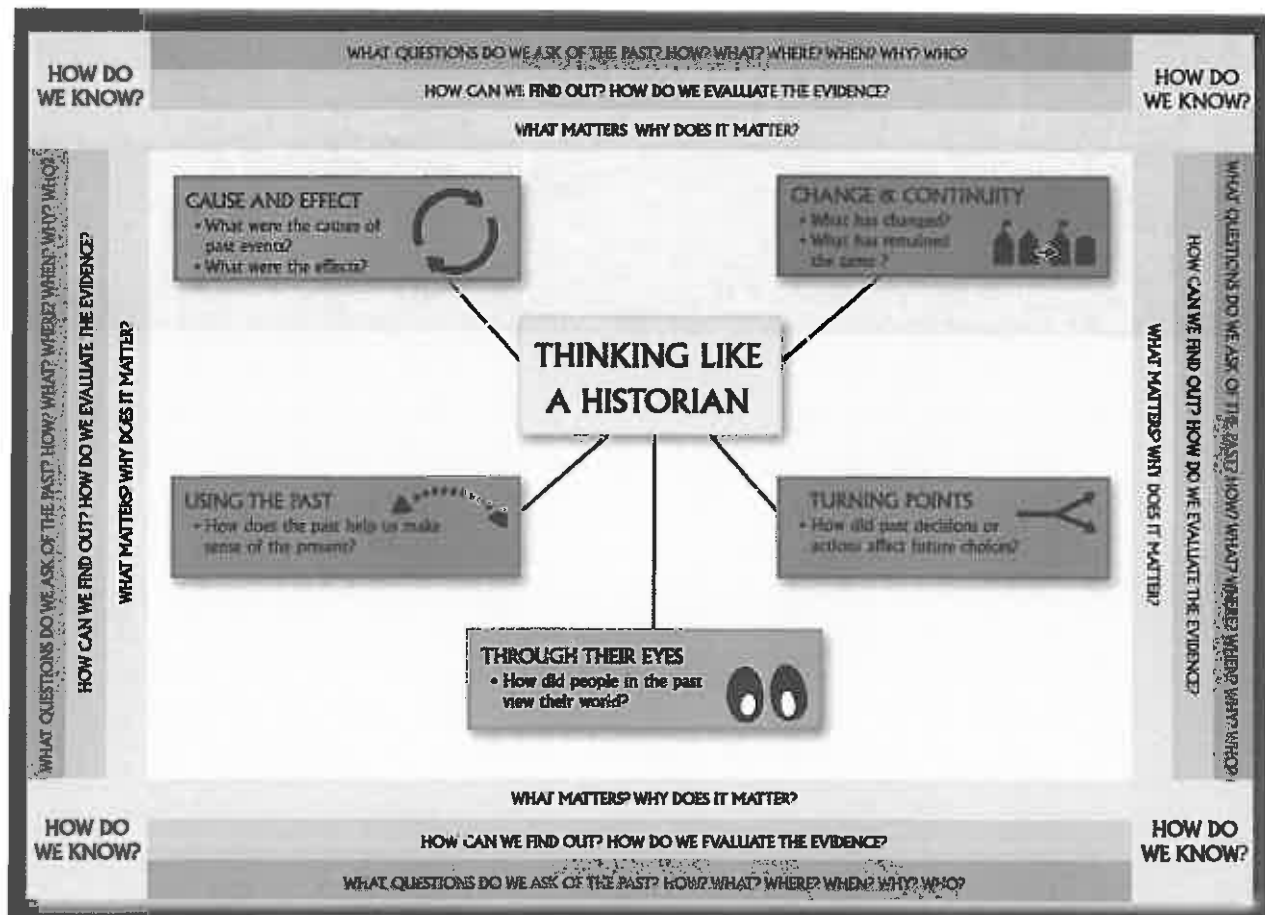 WHAT QUESTIONS DO WE ASK OF THE PAST? HOW? WHAT? WHERE? WHEN? WHY? WHO?
HOW CAN WE FIND OUT? HOW DO WE EVALUATE THE EVIDENCE?
WHAT MATTERS WHY DOES IT MATTER?
HOW DO
WE KNOW?
HOW DO
WE KNOW?
WHAT QUESTIONS DO WE ASK OF THE PAST? HOW? WHAT? WHERE? WHEN? WHY? WHO?
HOW CAN WE FIND OUT? HOW DO WE EVALUATE THE EVIDENCE?
WHAT MATTERS? WHY DOES IT MATTER?
CAUSE AND EFFECT
• What were the causes of
past events?
• What were the effects?
CHANGE & CONTINUITY
• What has changed?
• What has remained
the same ?
THINKING LIKE
A HISTORIAN
USING THE PAST
• How does the past help us make
sense of the present?
TURNING POINTS
• How did past decisions or
actions affect future choices?
THROUGH THEIR EYES
• How did people in the past
view their world?
WHAT MATTERS? WHY DOES IT MATTER?
HOW CAN WE FIND OUT? HOW DO WE EVALUATE THE EVIDENCE?
WHAT QUESTIONS DO WE ASK OF THE PAST? HOW? WHAT? WHERE? WHEN? WHY? WHO?
HOW DO
WE KNOW?
HOW DO
WE KNOW?
WHAT MATTERS? WHY DOES IT MATTER?
HOW CAN WE FIND OUT? HOW DO WE EVALUATE THE EVIDENCE?
WHAT QUESTIONS DO WE ASK OF THE PAST? HOW? WHAT? WHERE? WHEN? WHY? WHO?